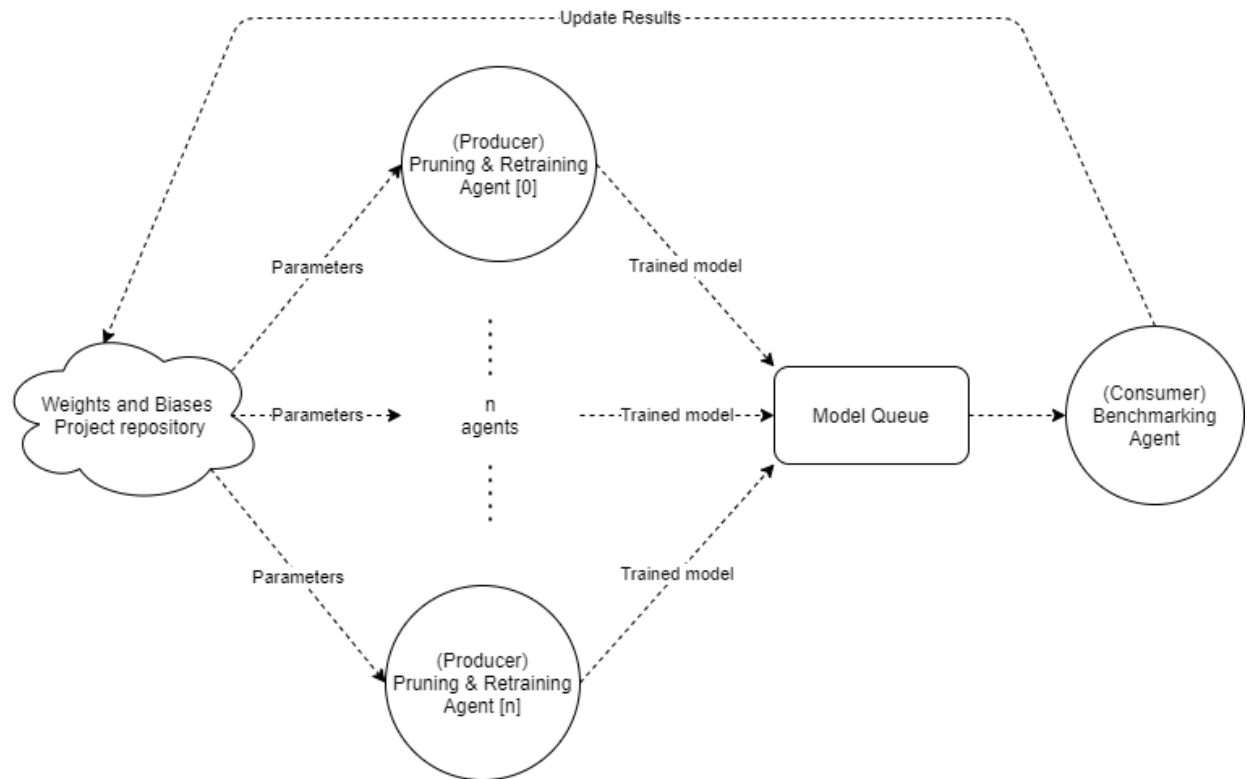 Update Results
(Producer)
Pruning & Retraining
Agent [0]
Parameters
Trained model
Weights and Biases
Project repository
Parameters
n
agents
Trained model
Model Queue
(Consumer)
Benchmarking
Agent
Parameters
Trained model
(Producer)
Pruning & Retraining
Agent [n]